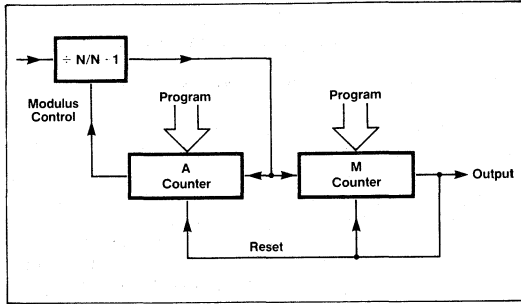 ÷ N/N - 1
Modulus
Control
Program
Program
A
Counter
M
Counter
Output
Reset